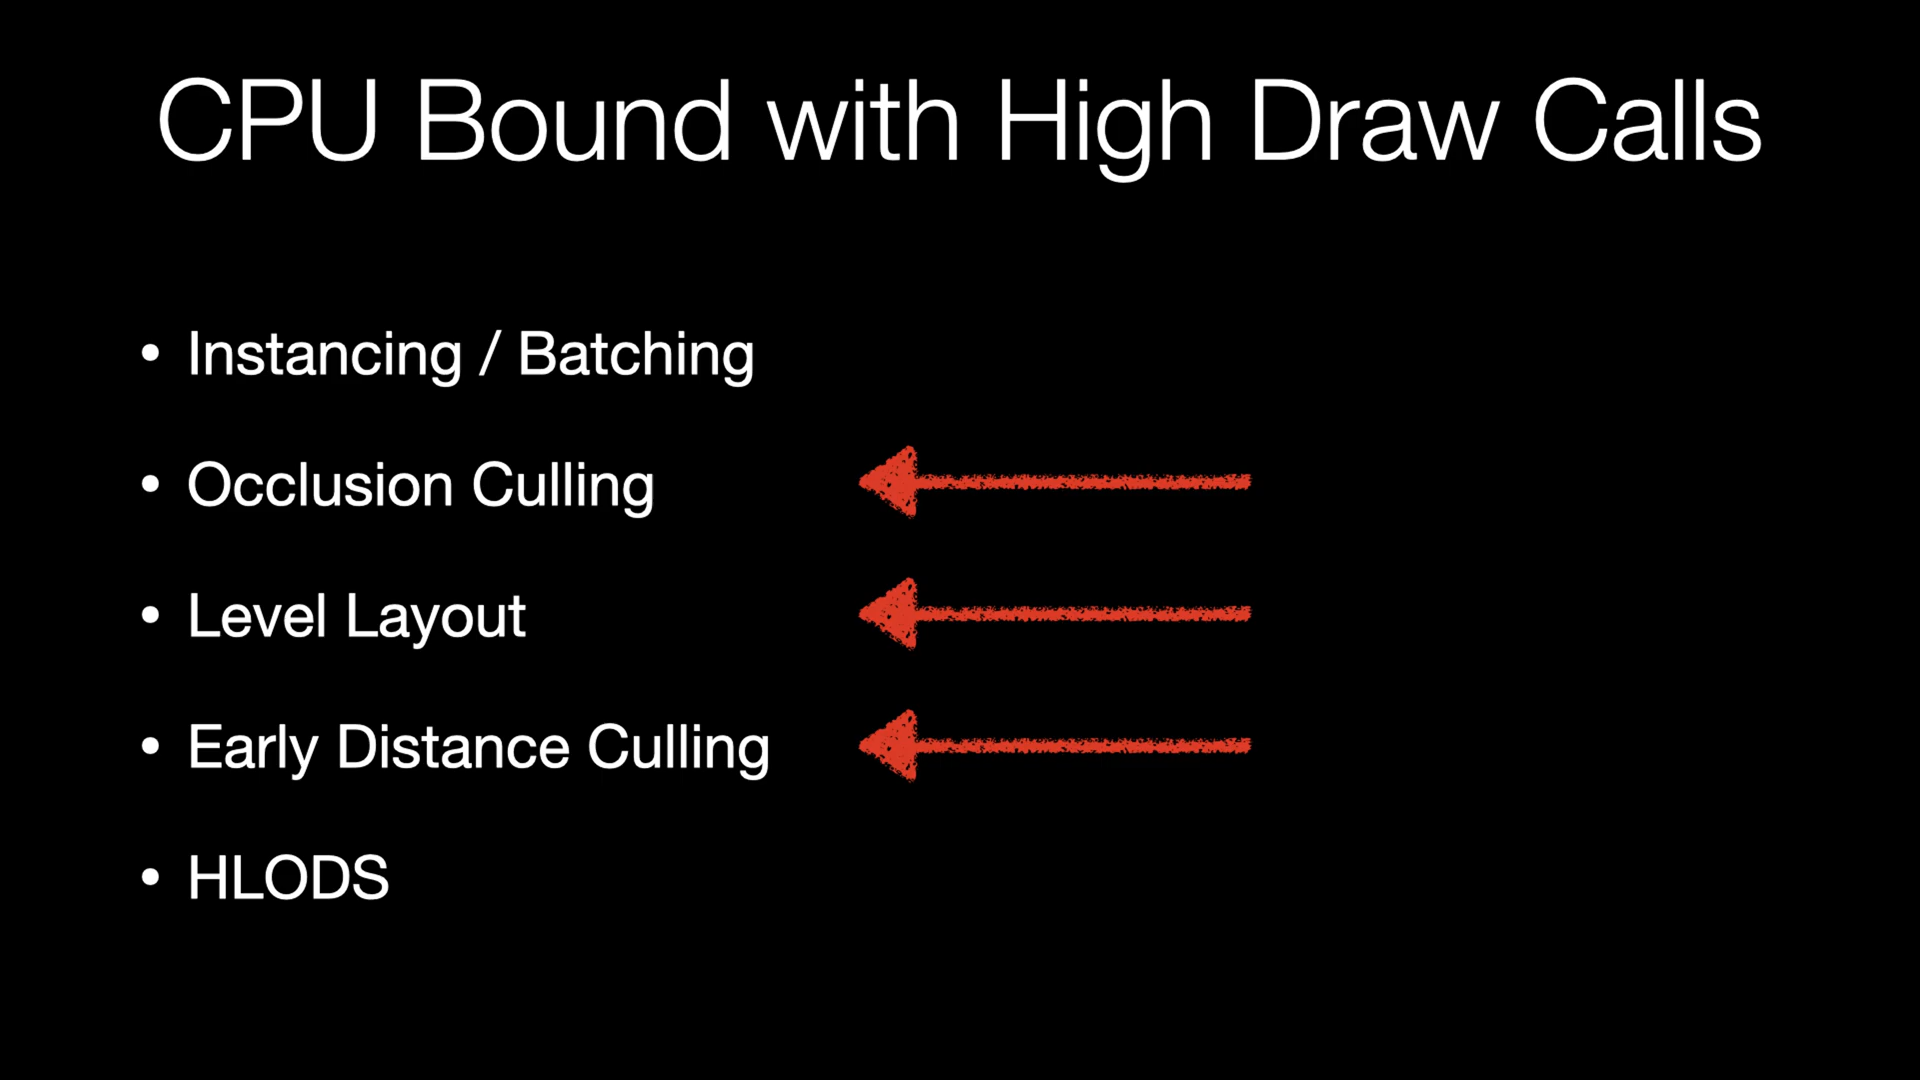 CPU Bound with High Draw Calls
• Instancing / Batching
• Occlusion Culling
• Level Layout
• Early Distance Culling
• HLODS